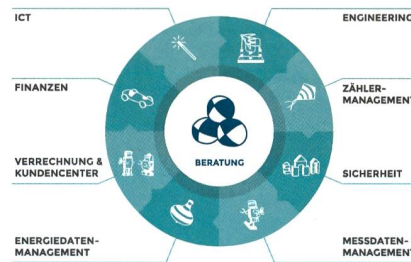 ICT
ENGINEERING
FINANZEN
ZÄHLER-
MANAGEMENT
BERATUNG
VERRECHNUNG &
KUNDENCENTER
SICHERHEIT
ENERGIEDATEN-
MANAGEMENT
MESSDATEN-
MANAGEMENT